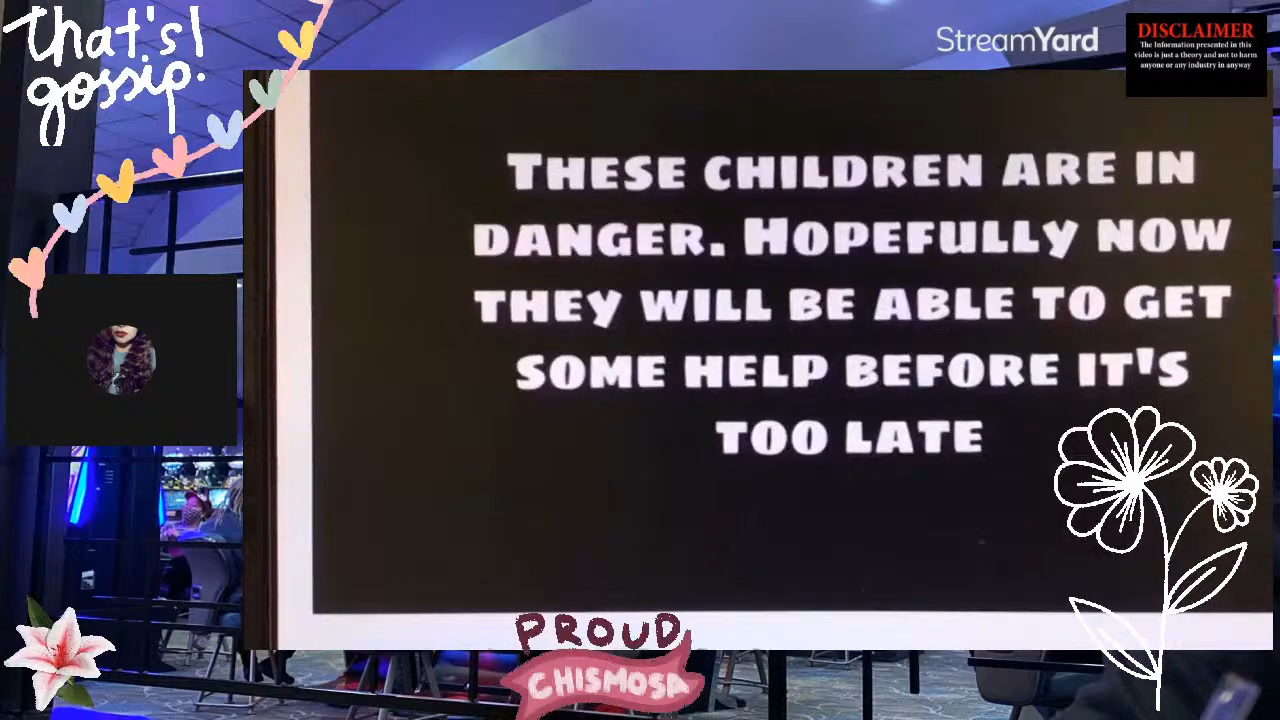 That's
gossip.
StreamYard
DISCLAIMER
The Information presented in this
video is just a theory and not to harm
anyone or any industry in anyway
THESE CHILDREN ARE IN
DANGER. HOPEFULLY NOW
THEY WILL BE ABLE TO GET
SOME HELP BEFORE IT'S
TOO LATE
PROUD
CHISMOSA